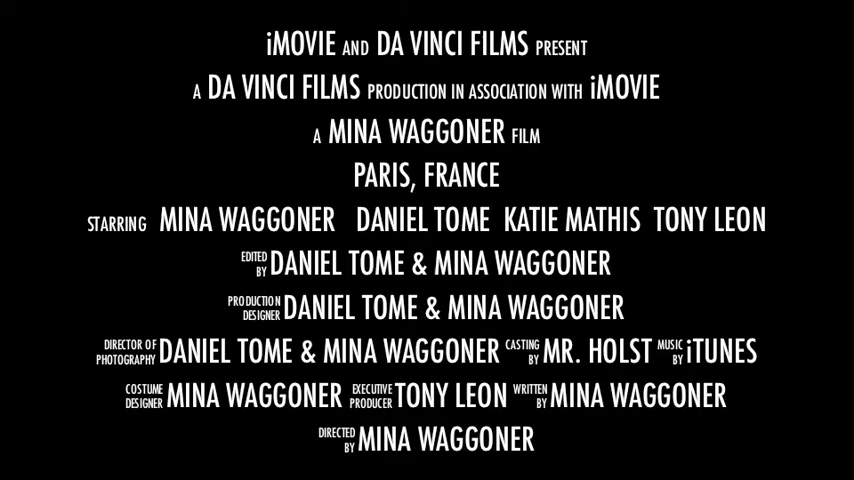 iMOVIE AND DA VINCI FILMS PRESENT
A DA VINCI FILMS PRODUCTION IN ASSOCIATION WITH iMOVIE
A MINA WAGGONER FILM
PARIS, FRANCE
STARRING MINA WAGGONER DANIEL TOME KATIE MATHIS TONY LEON
EDITED BY DANIEL TOME & MINA WAGGONER
PRODUCTION DESIGNER DANIEL TOME & MINA WAGGONER
DIRECTOR OF PHOTOGRAPHY DANIEL TOME & MINA WAGGONER CASTING BY MR. HOLST MUSIC BY iTUNES
COSTUME DESIGNER MINA WAGGONER EXECUTIVE PRODUCER TONY LEON WRITTEN BY MINA WAGGONER
DIRECTED BY MINA WAGGONER